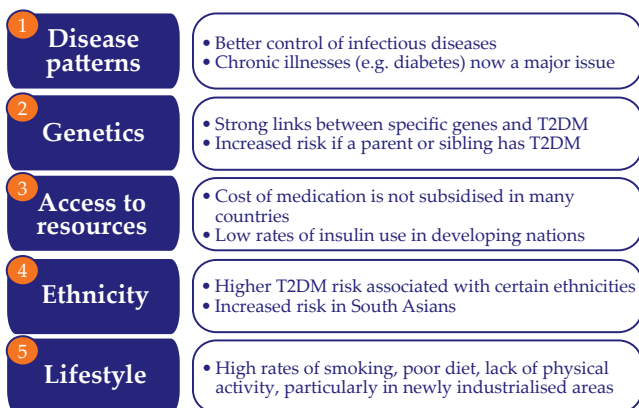 1
Disease
patterns
• Better control of infectious diseases
• Chronic illnesses (e.g. diabetes) now a major issue
2
Genetics
• Strong links between specific genes and T2DM
• Increased risk if a parent or sibling has T2DM
3
Access to
resources
• Cost of medication is not subsidised in many
countries
• Low rates of insulin use in developing nations
4
Ethnicity
• Higher T2DM risk associated with certain ethnicities
• Increased risk in South Asians
5
Lifestyle
• High rates of smoking, poor diet, lack of physical
activity, particularly in newly industrialised areas